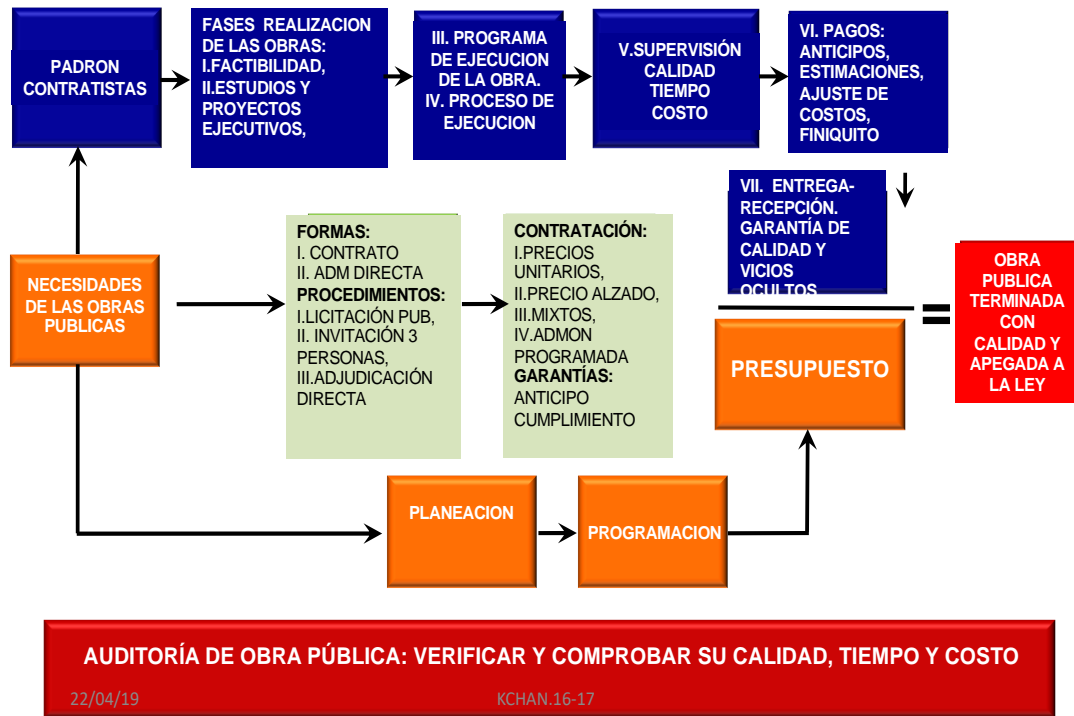 PADRON
CONTRATISTAS
FASES REALIZACION
DE LAS OBRAS:
I.FACTIBILIDAD,
II.ESTUDIOS Y
PROYECTOS
EJECUTIVOS,
III. PROGRAMA
DE EJECUCION
DE LA OBRA.
IV. PROCESO DE
EJECUCION
V.SUPERVISIÓN
CALIDAD
TIEMPO
COSTO
VI. PAGOS:
ANTICIPOS,
ESTIMACIONES,
AJUSTE DE
COSTOS,
FINIQUITO
VII. ENTREGA-
RECEPCIÓN.
GARANTÍA DE
CALIDAD Y
VICIOS
OCULTOS
NECESIDADES
DE LAS OBRAS
PUBLICAS
FORMAS:
I. CONTRATO
II. ADM DIRECTA
PROCEDIMIENTOS:
I.LICITACIÓN PUB,
II. INVITACIÓN 3
PERSONAS,
III.ADJUDICACIÓN
DIRECTA
CONTRATACIÓN:
I.PRECIOS
UNITARIOS,
II.PRECIO ALZADO,
III.MIXTOS,
IV.ADMON
PROGRAMADA
GARANTÍAS:
ANTICIPO
CUMPLIMIENTO
=
OBRA
PUBLICA
TERMINADA
CON
CALIDAD Y
APEGADA A
LA LEY
PRESUPUESTO
PLANEACION
PROGRAMACION
AUDITORÍA DE OBRA PÚBLICA: VERIFICAR Y COMPROBAR SU CALIDAD, TIEMPO Y COSTO
22/04/19
KCHAN.16-17